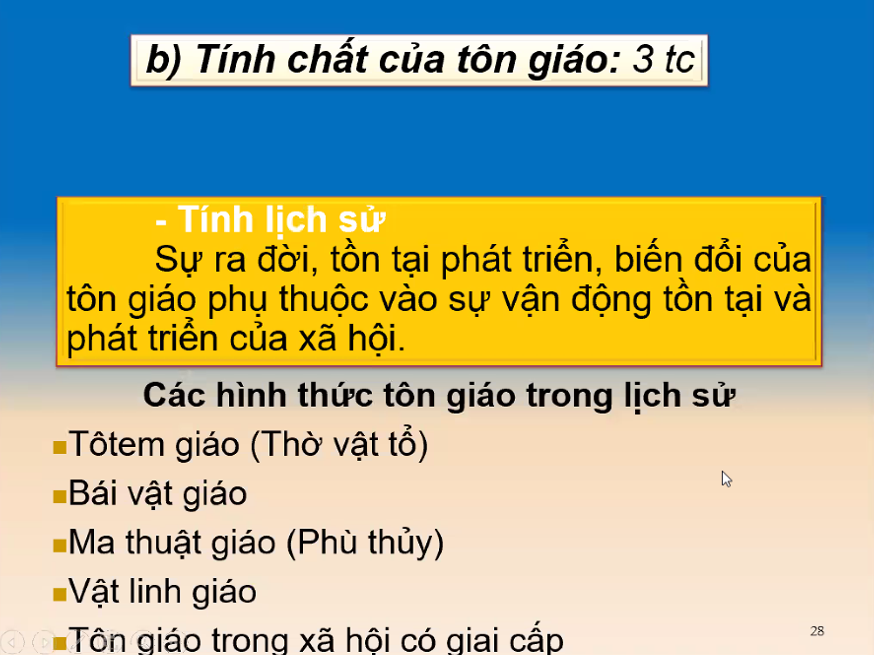 b) Tính chất của tôn giáo: 3 tc
- Tính lịch sử
Sự ra đời, tồn tại phát triển, biến đổi của
tôn giáo phụ thuộc vào sự vận động tồn tại và
phát triển của xã hội.
Các hình thức tôn giáo trong lịch sử
Tôtem giáo (Thờ vật tổ)
Bái vật giáo
Ma thuật giáo (Phù thủy)
Vật linh giáo
Tôn giáo trong xã hội có giai cấp
28